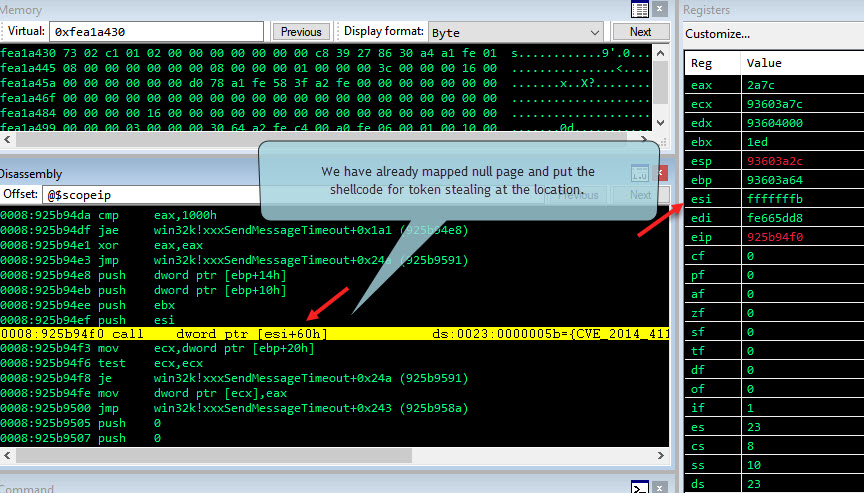 Memory
Virtual: 0xfea1a430 Previous Display format: Byte Next
fea1a430 73 02 c1 01 02 00 00 00 00 00 00 00 c8 39 27 86 30 a4 a1 fe 01 s............9'.0...
fea1a445 08 00 00 00 00 00 00 08 00 00 00 01 00 00 00 3c 00 00 00 16 00 ...............<.....
fea1a45a 00 00 00 00 00 00 d0 78 a1 fe 58 3f a2 fe 00 00 00 00 00 00 00 .......x..X?.......
fea1a46f 00 00 00 00 00 00 00 00 00 00 00 00 00 00 00 00 00 00 00 00 00
fea1a484 00 00 00 00 16 00 00 00 00 00 00 00 00 00 00 00 00 00 00 00 00
fea1a499 00 00 00 03 00 00 00 30 64 a2 fe c4 00 a0 fe 06 00 01 00 10 00 .......0d..........
Disassembly
Offset: @$scopeip Previous Next
We have already mapped null page and put the
shellcode for token stealing at the location.
0008:925b94da cmp eax,1000h
0008:925b94df jae win32k!xxxSendMessageTimeout+0x1a1 (925b94e8)
0008:925b94e1 xor eax,eax
0008:925b94e3 jmp win32k!xxxSendMessageTimeout+0x24a (925b9591)
0008:925b94e8 push dword ptr [ebp+14h]
0008:925b94eb push dword ptr [ebp+10h]
0008:925b94ee push ebx
0008:925b94ef push esi
0008:925b94f0 call dword ptr [esi+60h] ds:0023:0000005b={CVE_2014_411
0008:925b94f3 mov ecx,dword ptr [ebp+20h]
0008:925b94f6 test ecx,ecx
0008:925b94f8 je win32k!xxxSendMessageTimeout+0x24a (925b9591)
0008:925b94fe mov dword ptr [ecx],eax
0008:925b9500 jmp win32k!xxxSendMessageTimeout+0x243 (925b958a)
0008:925b9505 push 0
0008:925b9507 push 0
Command
Registers
Customize...
Reg Value
eax 2a7c
ecx 93603a7c
edx 93604000
ebx 1ed
esp 93603a2c
ebp 93603a64
esi fffffffb
edi fe665dd8
eip 925b94f0
cf 0
pf 0
af 0
zf 0
sf 0
tf 0
df 0
of 0
if 1
es 23
cs 8
ss 10
ds 23